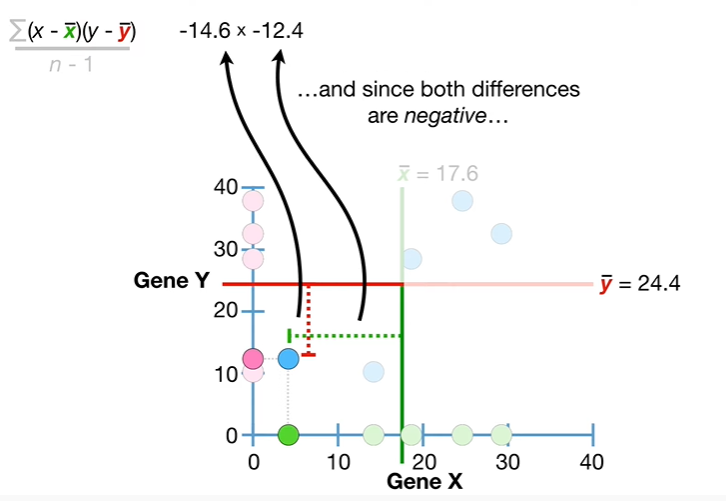 ∑(x - x̅)(y - y̅)
n - 1
-14.6 x -12.4
…and since both differences
are negative…
x̅ = 17.6
40
30
Gene Y
y̅ = 24.4
20
10
0
0 10 20 30 40
Gene X